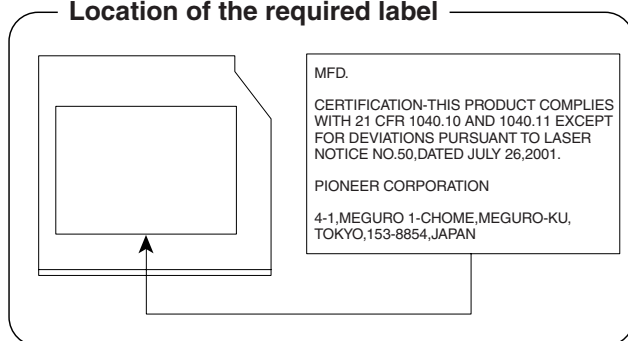 Location of the required label
MFD.
CERTIFICATION-THIS PRODUCT COMPLIES
WITH 21 CFR 1040.10 AND 1040.11 EXCEPT
FOR DEVIATIONS PURSUANT TO LASER
NOTICE NO.50,DATED JULY 26,2001.
PIONEER CORPORATION
4-1,MEGURO 1-CHOME,MEGURO-KU,
TOKYO,153-8854,JAPAN